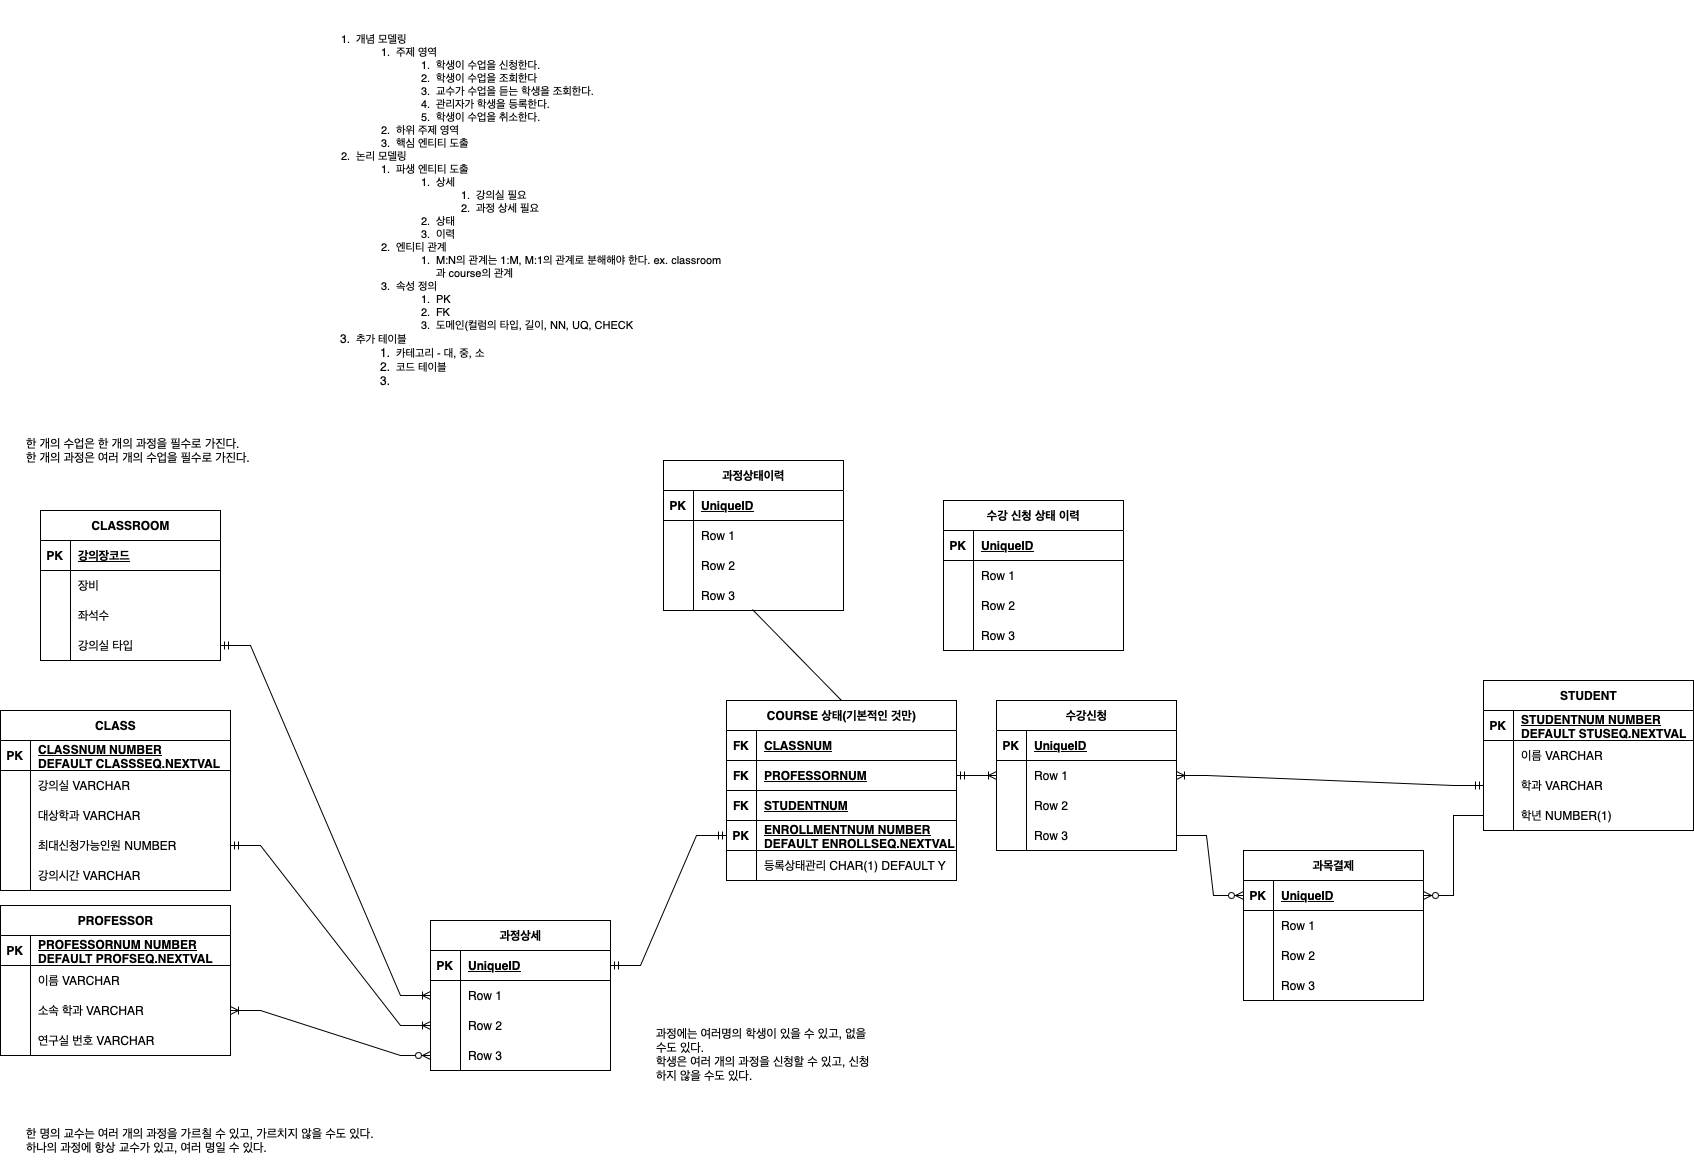 1. 개념 모델링
1. 주제 영역
1. 학생이 수업을 신청한다.
2. 학생이 수업을 조회한다
3. 교수가 수업을 듣는 학생을 조회한다.
4. 관리자가 학생을 등록한다.
5. 학생이 수업을 취소한다.
2. 하위 주제 영역
3. 핵심 엔티티 도출
2. 논리 모델링
1. 파생 엔티티 도출
1. 상세
1. 강의실 필요
2. 과정 상세 필요
2. 상태
3. 이력
2. 엔티티 관계
1. M:N의 관계는 1:M, M:1의 관계로 분해해야 한다. ex. classroom
과 course의 관계
3. 속성 정의
1. PK
2. FK
3. 도메인(컬럼의 타입, 길이, NN, UQ, CHECK
3. 추가 테이블
1. 카테고리 - 대, 중, 소
2. 코드 테이블
3.
한 개의 수업은 한 개의 과정을 필수로 가진다.
한 개의 과정은 여러 개의 수업을 필수로 가진다.
CLASSROOM
PK 강의장코드
장비
좌석수
강의실 타입
CLASS
PK CLASSNUM NUMBER
DEFAULT CLASSSEQ.NEXTVAL
강의실 VARCHAR
대상학과 VARCHAR
최대신청가능인원 NUMBER
강의시간 VARCHAR
PROFESSOR
PK PROFESSORNUM NUMBER
DEFAULT PROFSEQ.NEXTVAL
이름 VARCHAR
소속 학과 VARCHAR
연구실 번호 VARCHAR
과정상세
PK UniqueID
Row 1
Row 2
Row 3
과정상태이력
PK UniqueID
Row 1
Row 2
Row 3
수강 신청 상태 이력
PK UniqueID
Row 1
Row 2
Row 3
COURSE 상태(기본적인 것만)
FK CLASSNUM
FK PROFESSORNUM
FK STUDENTNUM
PK ENROLLMENTNUM NUMBER
DEFAULT ENROLLSEQ.NEXTVAL
등록상태관리 CHAR(1) DEFAULT Y
수강신청
PK UniqueID
Row 1
Row 2
Row 3
STUDENT
PK STUDENTNUM NUMBER
DEFAULT STUSEQ.NEXTVAL
이름 VARCHAR
학과 VARCHAR
학년 NUMBER(1)
과목결제
PK UniqueID
Row 1
Row 2
Row 3
과정에는 여러명의 학생이 있을 수 있고, 없을
수도 있다.
학생은 여러 개의 과정을 신청할 수 있고, 신청
하지 않을 수도 있다.
한 명의 교수는 여러 개의 과정을 가르칠 수 있고, 가르치지 않을 수도 있다.
하나의 과정에 항상 교수가 있고, 여러 명일 수 있다.